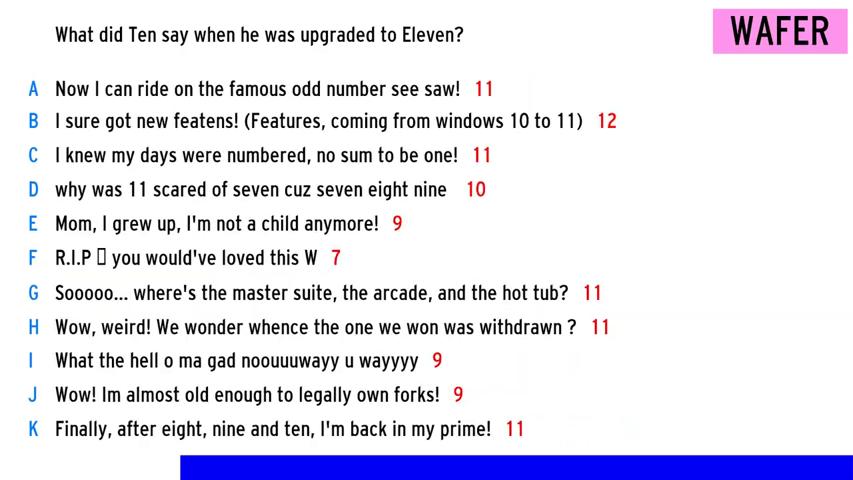 What did Ten say when he was upgraded to Eleven?
WAFER
A Now I can ride on the famous odd number see saw! 11
B I sure got new featens! (Features, coming from windows 10 to 11) 12
C I knew my days were numbered, no sum to be one! 11
D why was 11 scared of seven cuz seven eight nine 10
E Mom, I grew up, I'm not a child anymore! 9
F R.I.P ▯ you would've loved this W 7
G Sooooo... where's the master suite, the arcade, and the hot tub? 11
H Wow, weird! We wonder whence the one we won was withdrawn ? 11
I What the hell o ma gad noouuuwayy u wayyyy 9
J Wow! Im almost old enough to legally own forks! 9
K Finally, after eight, nine and ten, I'm back in my prime! 11